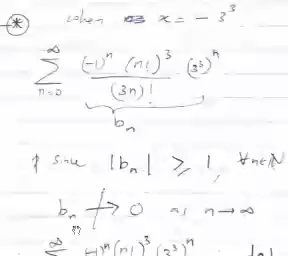 * when x = - 3^3
∞ ∑ n=0 (-1)^n (n!)^3 / (3n)! (3^3)^n
b_n
∵ since |b_n| ≥ 1, ∀n∈ℕ
b_n ↛ 0 as n→∞
∞ ∑ (-1)^n (n!)^3 (3^3)^n